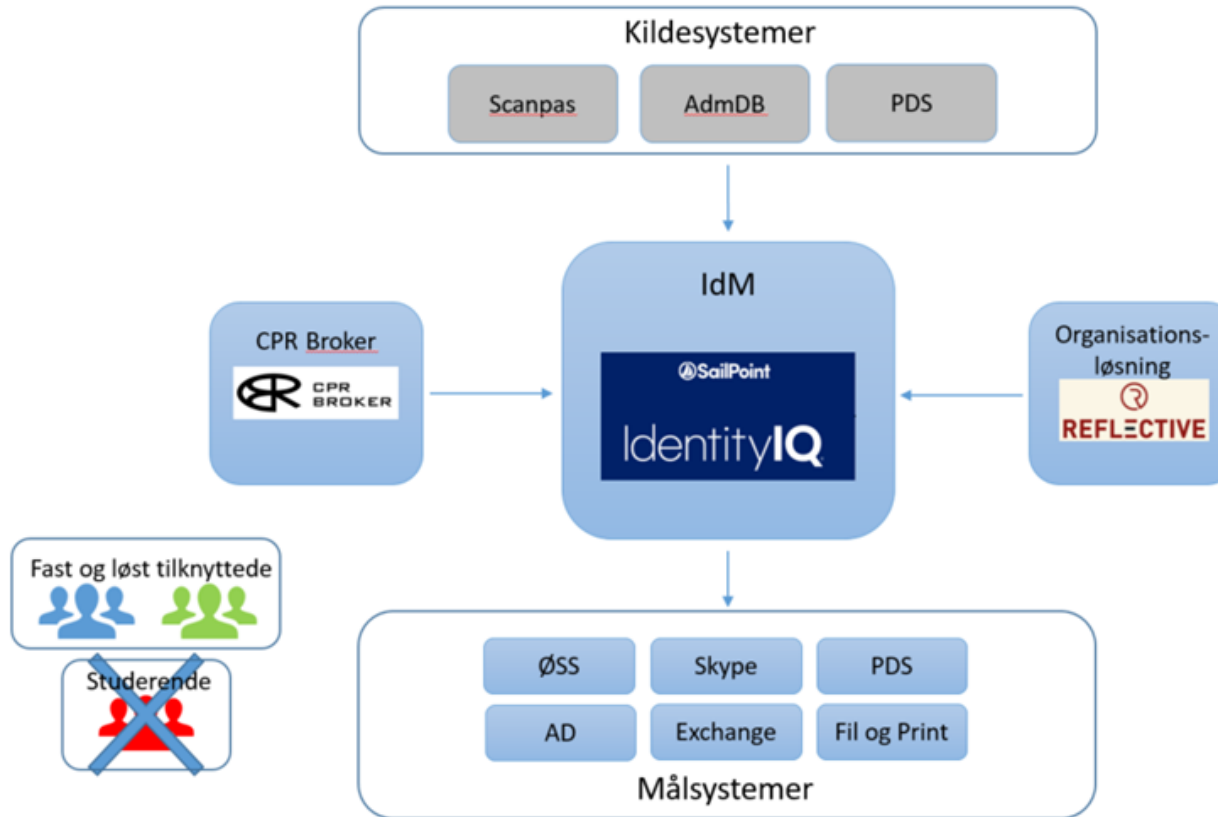 Kildesystemer
Scanpas
AdmDB
PDS
IdM
SailPoint
IdentityIQ
CPR Broker
CPR
BROKER
Organisations-
løsning
REFLECTIVE
Fast og løst tilknyttede
Studerende
ØSS
Skype
PDS
AD
Exchange
Fil og Print
Målsystemer